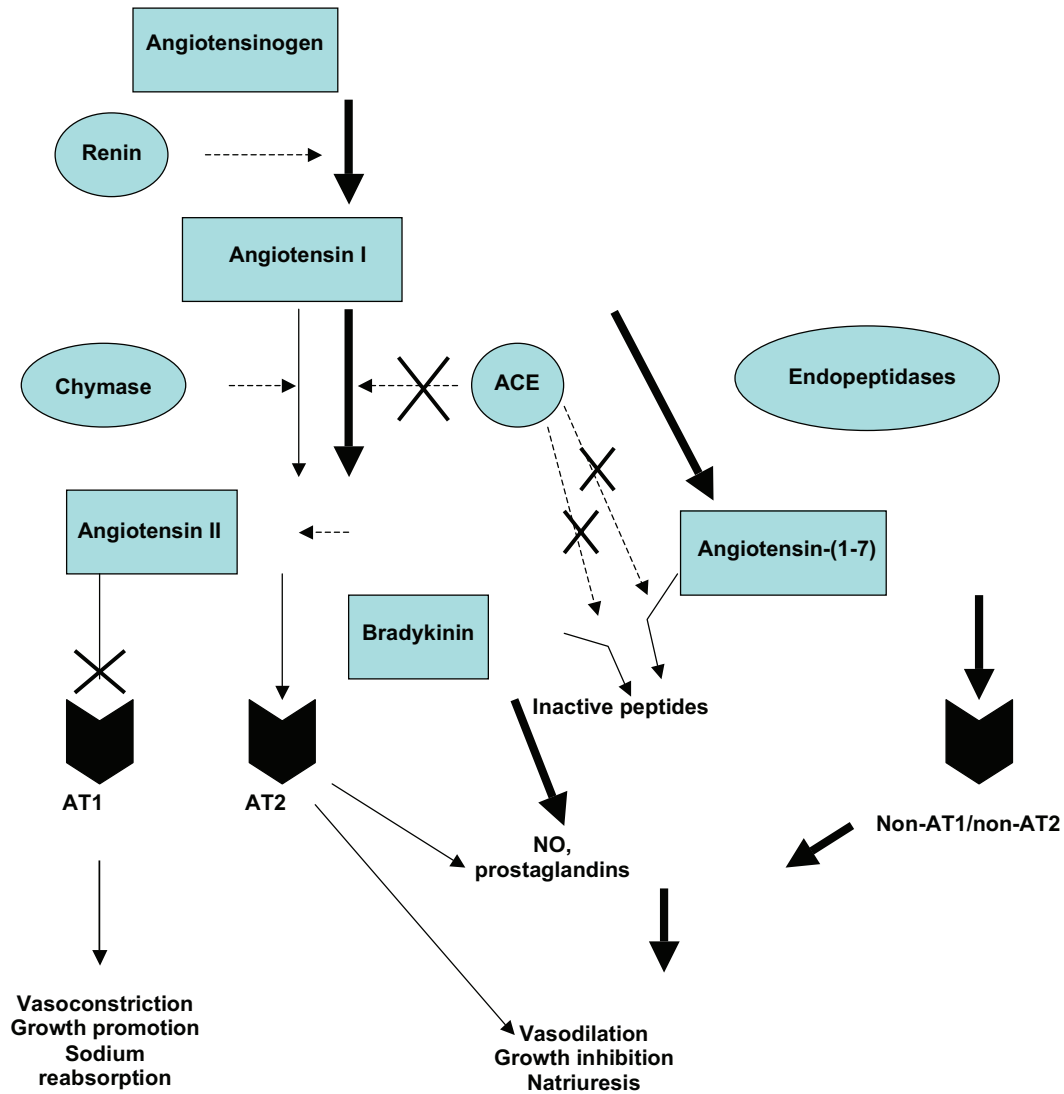 Angiotensinogen
Renin
Angiotensin I
Chymase
ACE
Endopeptidases
Angiotensin II
Angiotensin-(1-7)
Bradykinin
Inactive peptides
AT1
AT2
Non-AT1/non-AT2
NO,
prostaglandins
Vasoconstriction
Growth promotion
Sodium
reabsorption
Vasodilation
Growth inhibition
Natriuresis